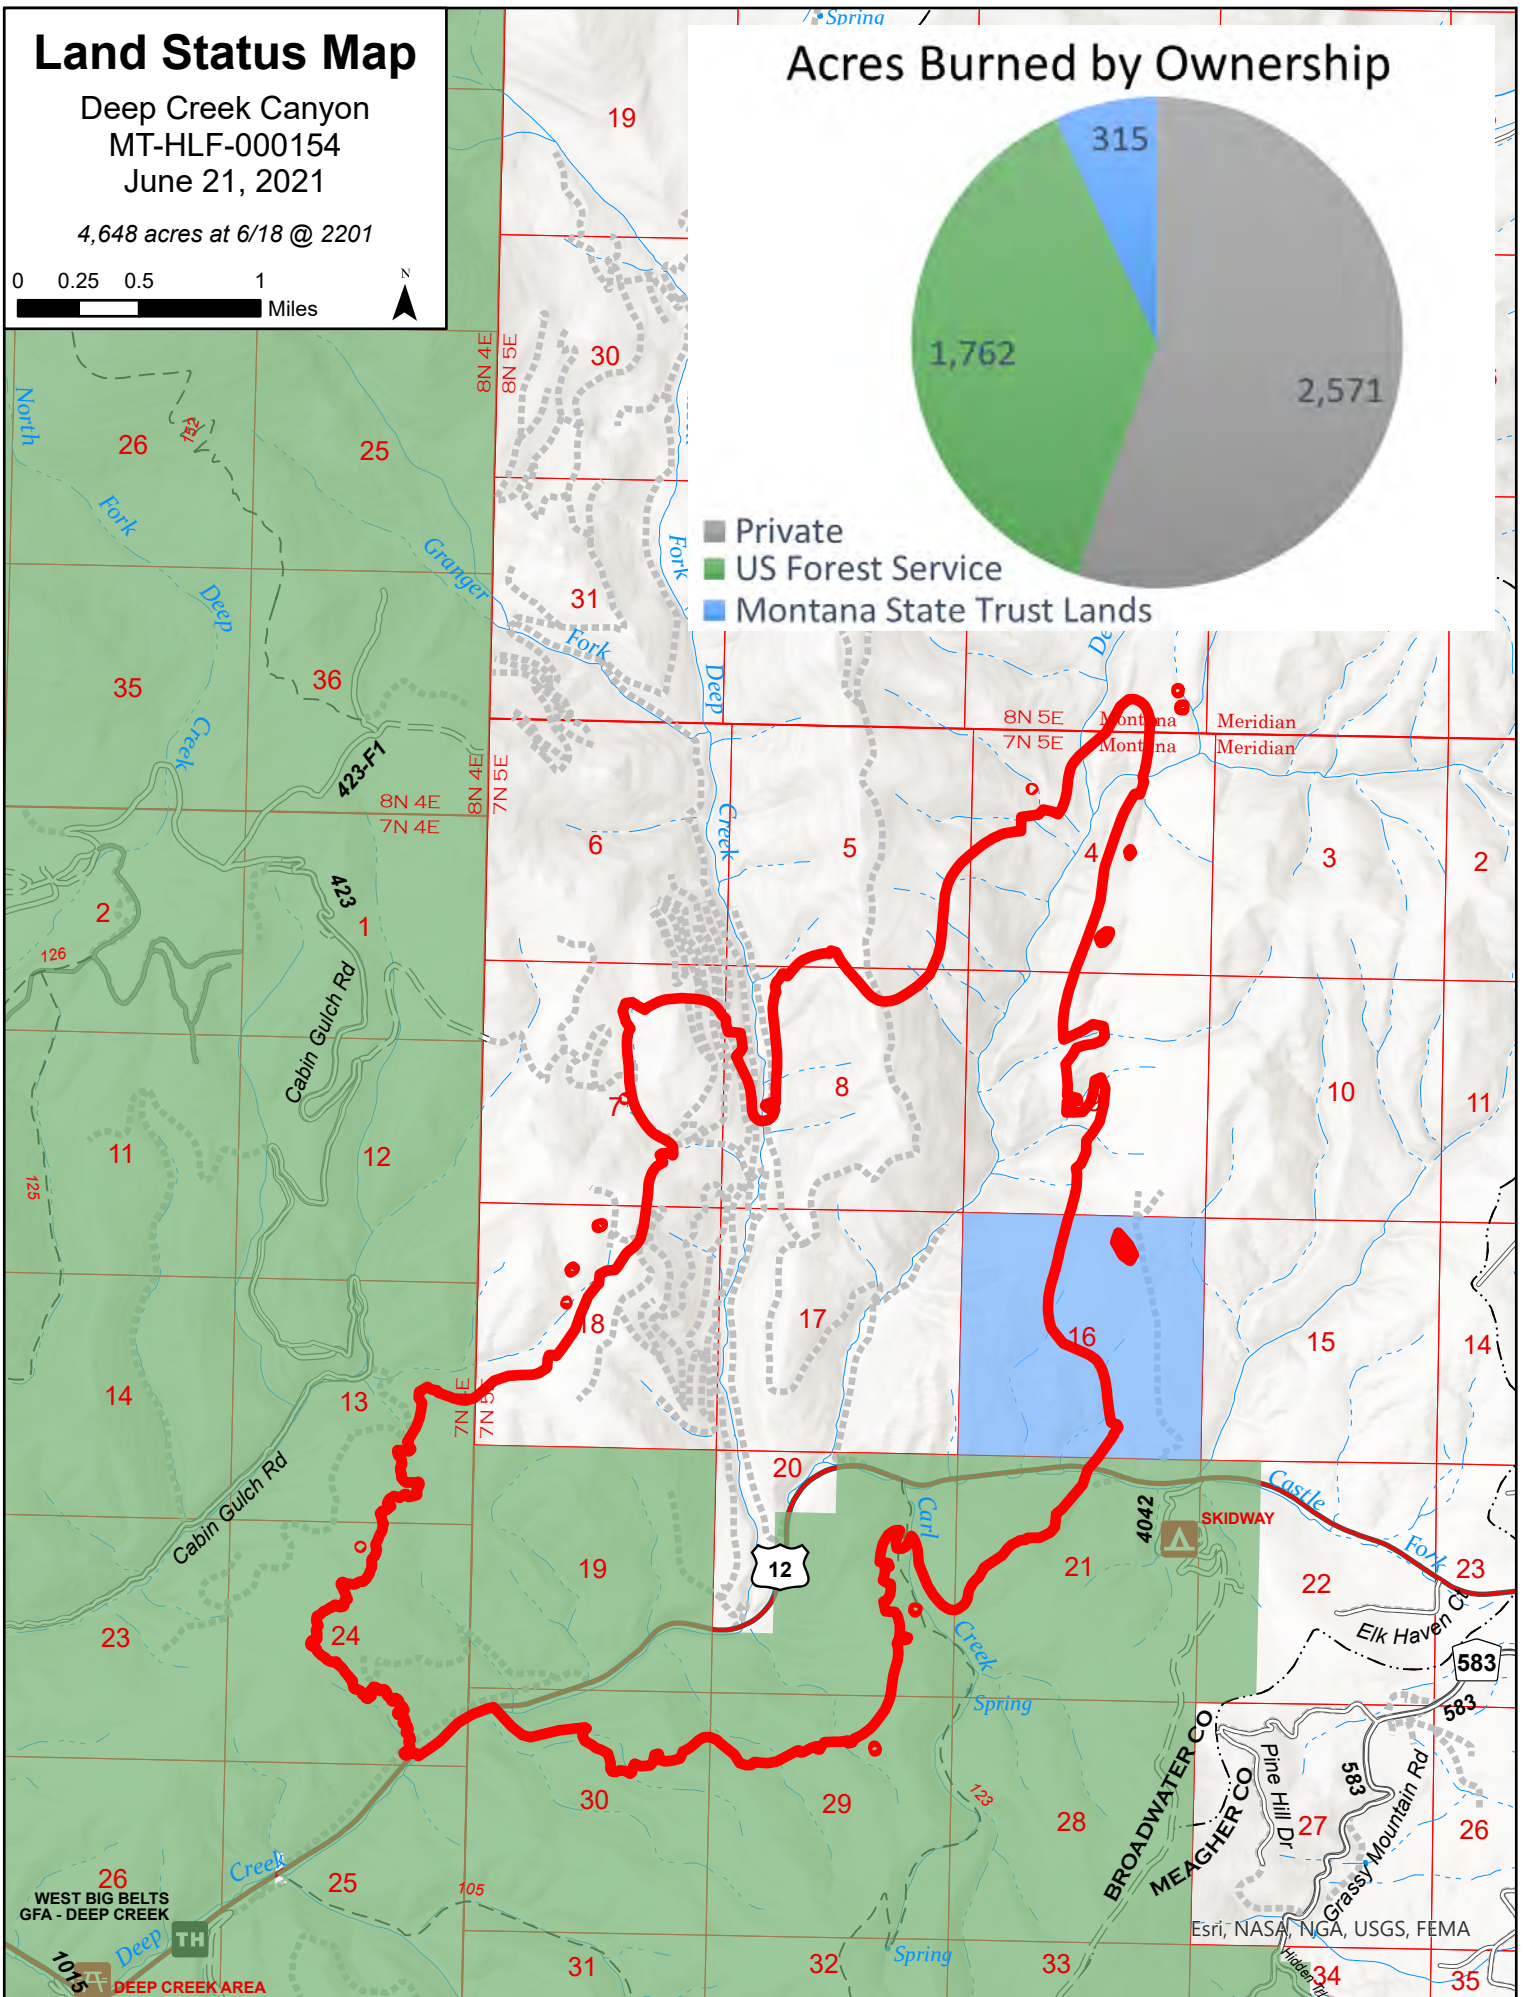 Land Status Map
Deep Creek Canyon
MT-HLF-000154
June 21, 2021
4,648 acres at 6/18 @ 2201
0 0.25 0.5 1
Miles
N
Spring
Acres Burned by Ownership
315
1,762
2,571
Private
US Forest Service
Montana State Trust Lands
19
30
8N 4E
8N 5E
North
26
152
25
Fork
Granger
Fork
31
Fork
Deep
35
36
Creek
Deep
423-F1
8N 5E Montana Meridian
7N 5E Montana Meridian
8N 4E
7N 4E
8N 4E
7N 5E
Creek
6
5
4
3
2
2
423
1
126
Cabin Gulch Rd
7
8
10
11
11
12
125
18
17
16
15
14
14
13
7N 5E
Cabin Gulch Rd
20
Castle
Carl
4042
SKIDWAY
Fork
12
19
21
22
23
23
24
Elk Haven Ct
Creek
583
Spring
583
BROADWATER CO
MEAGHER CO
Pine Hill Dr
583
Grassy Mountain Rd
30
29
28
27
26
123
26
Creek
25
105
WEST BIG BELTS
GFA - DEEP CREEK
TH
Deep
1015
DEEP CREEK AREA
Esri, NASA, NGA, USGS, FEMA
31
32
Spring
33
34
35